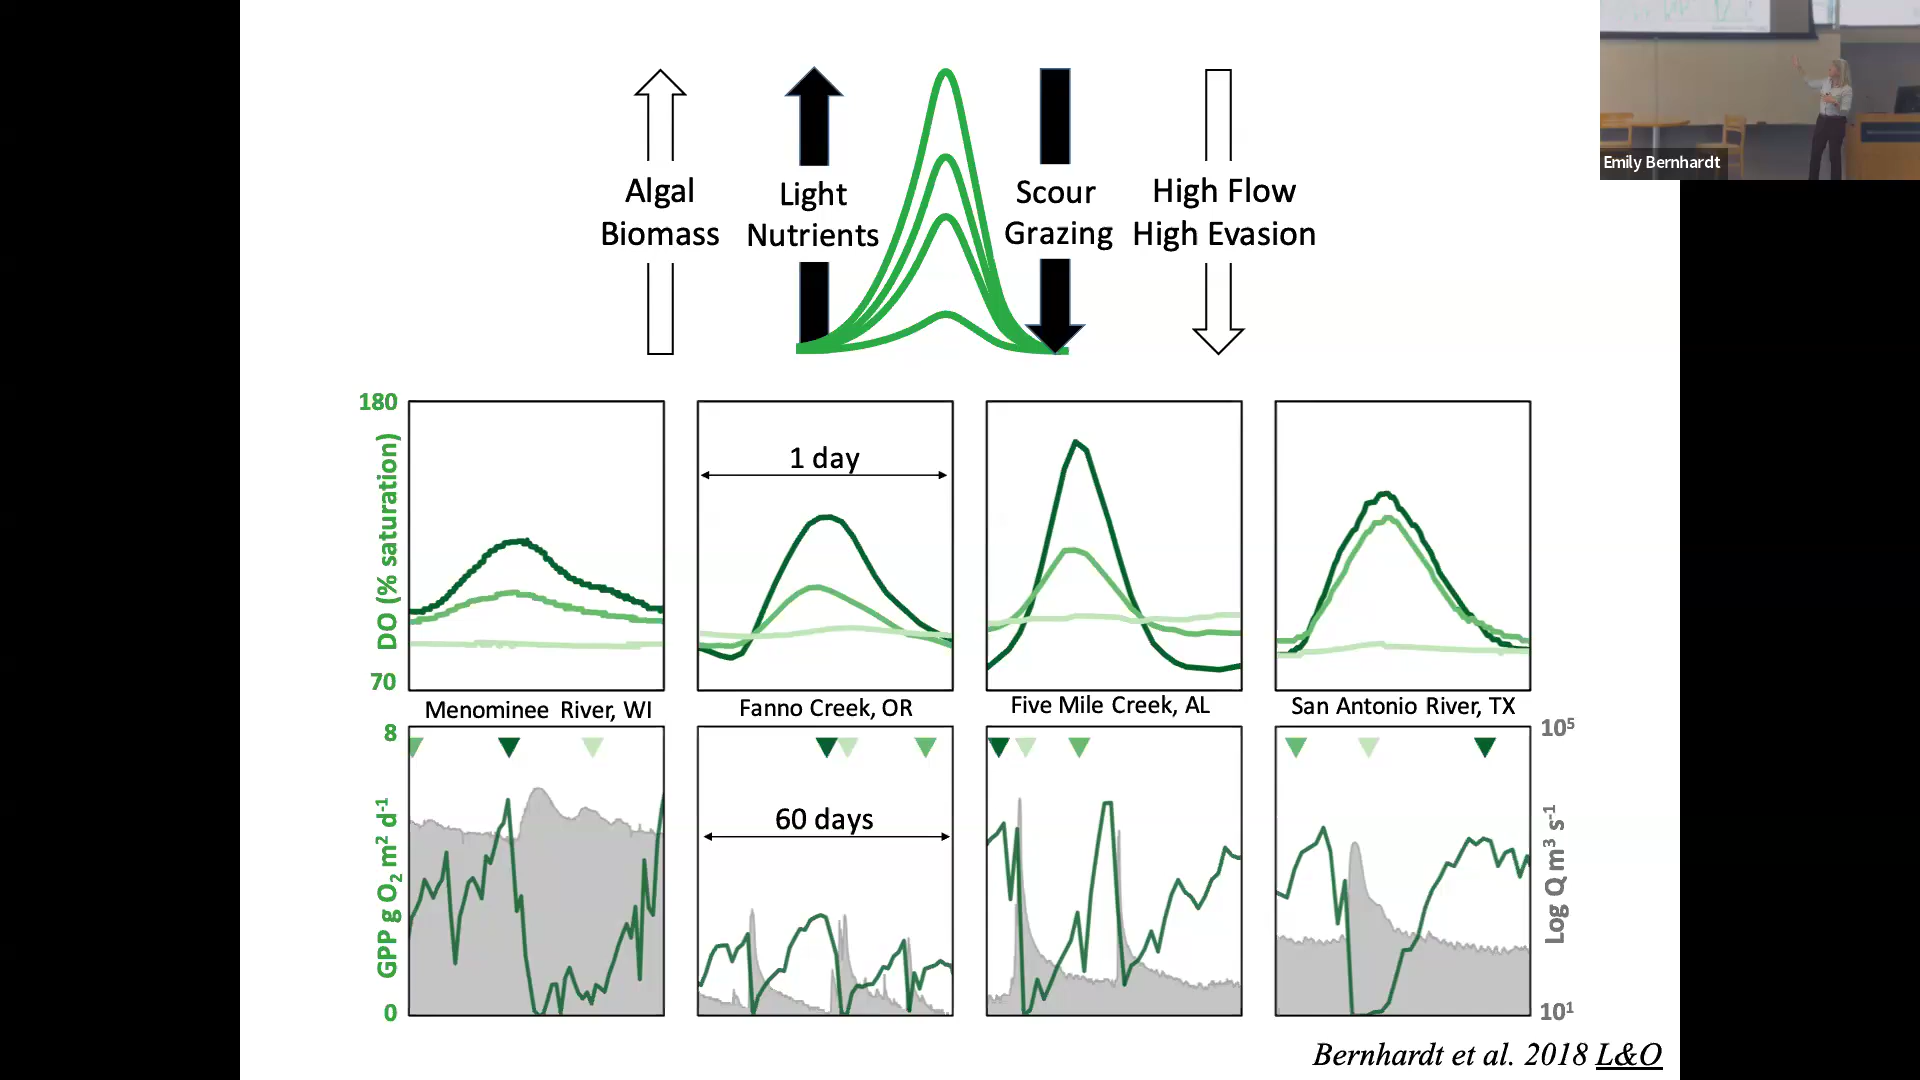 Emily Bernhardt
Algal
Biomass
Light
Nutrients
Scour
Grazing
High Flow
High Evasion
180
DO (% saturation)
70
1 day
Menominee River, WI
Fanno Creek, OR
Five Mile Creek, AL
San Antonio River, TX
8
GPP g O2 m2 d-1
0
60 days
10⁵
Log Q m³ s-1
10¹
Bernhardt et al. 2018 L&O